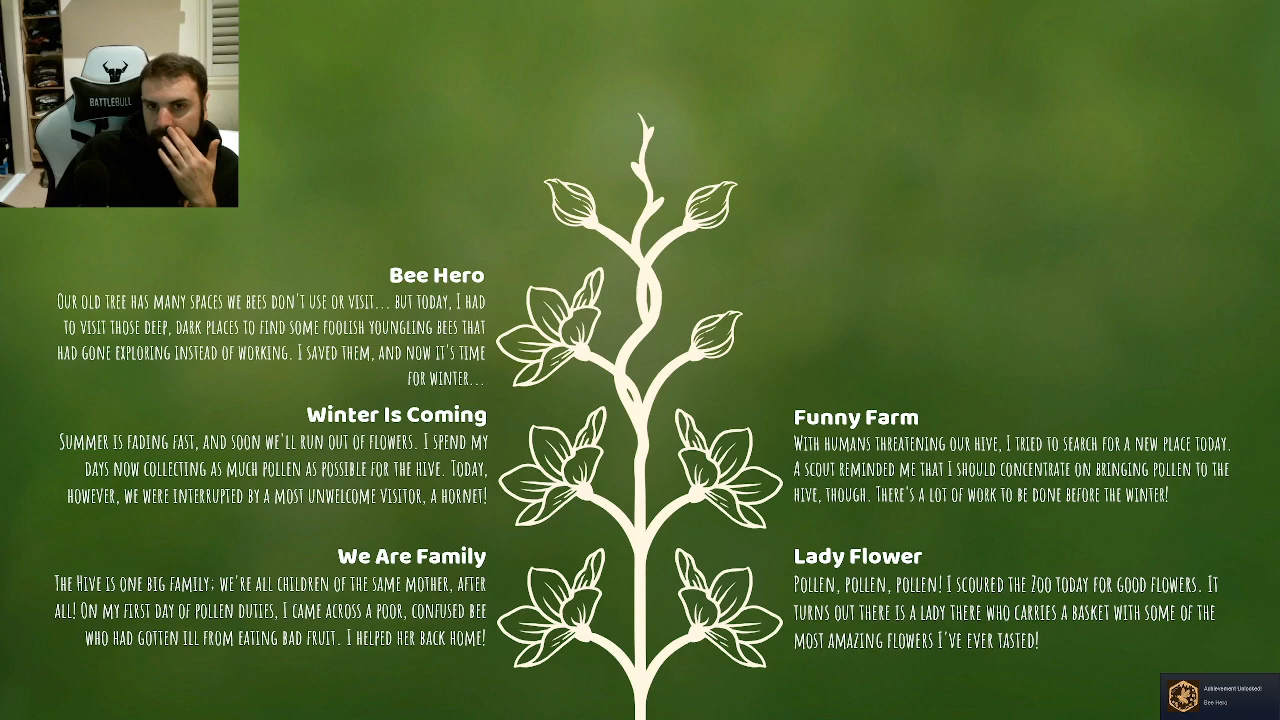 BATTLEBULL
Bee Hero
OUR OLD TREE HAS MANY SPACES WE BEES DON'T USE OR VISIT... BUT TODAY, I HAD
TO VISIT THOSE DEEP, DARK PLACES TO FIND SOME FOOLISH YOUNGLING BEES THAT
HAD GONE EXPLORING INSTEAD OF WORKING. I SAVED THEM, AND NOW IT'S TIME
FOR WINTER...
Winter Is Coming
SUMMER IS FADING FAST, AND SOON WE'LL RUN OUT OF FLOWERS. I SPEND MY
DAYS NOW COLLECTING AS MUCH POLLEN AS POSSIBLE FOR THE HIVE. TODAY,
HOWEVER, WE WERE INTERRUPTED BY A MOST UNWELCOME VISITOR, A HORNET!
Funny Farm
WITH HUMANS THREATENING OUR HIVE, I TRIED TO SEARCH FOR A NEW PLACE TODAY.
A SCOUT REMINDED ME THAT I SHOULD CONCENTRATE ON BRINGING POLLEN TO THE
HIVE, THOUGH. THERE'S A LOT OF WORK TO BE DONE BEFORE THE WINTER!
We Are Family
THE HIVE IS ONE BIG FAMILY; WE'RE ALL CHILDREN OF THE SAME MOTHER, AFTER
ALL! ON MY FIRST DAY OF POLLEN DUTIES, I CAME ACROSS A POOR, CONFUSED BEE
WHO HAD GOTTEN ILL FROM EATING BAD FRUIT. I HELPED HER BACK HOME!
Lady Flower
POLLEN, POLLEN, POLLEN! I SCOURED THE ZOO TODAY FOR GOOD FLOWERS. IT
TURNS OUT THERE IS A LADY THERE WHO CARRIES A BASKET WITH SOME OF THE
MOST AMAZING FLOWERS I'VE EVER TASTED!
Achievement Unlocked!
Bee Hero